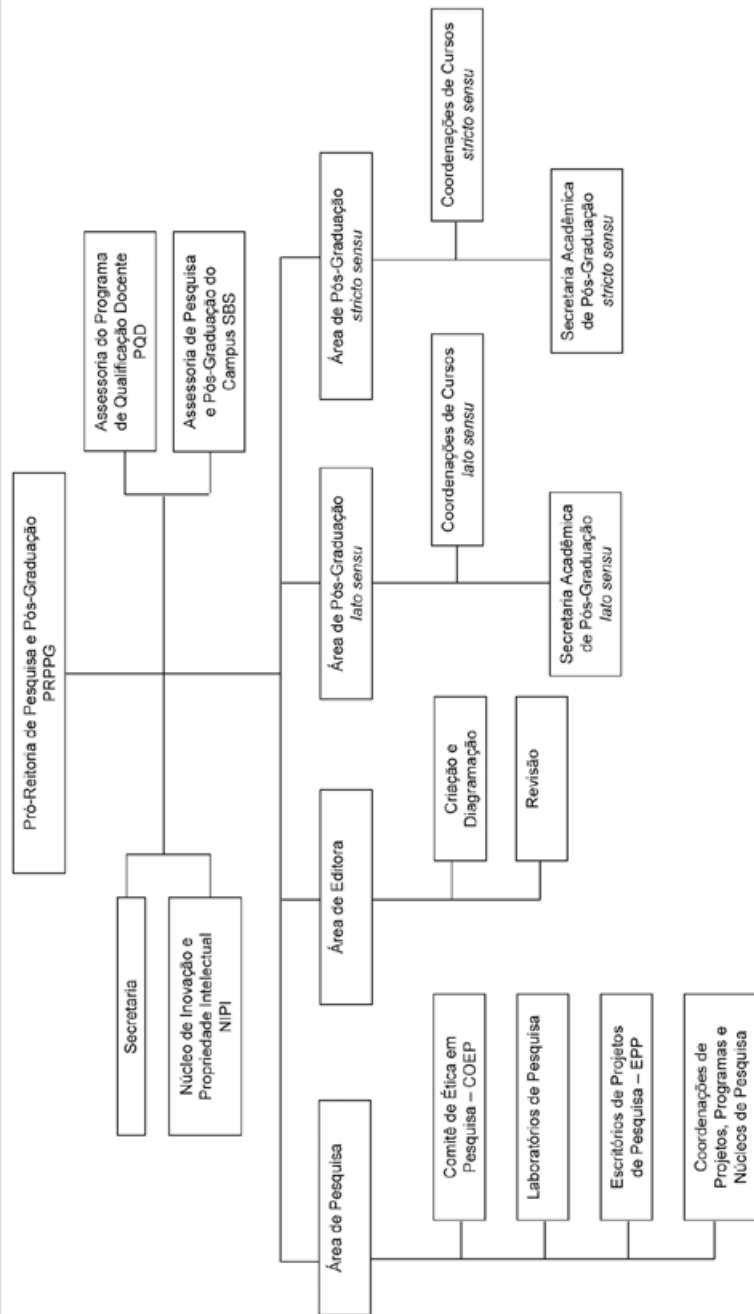 Pró-Reitoria de Pesquisa e Pós-Graduação
PRPPG
Secretaria
Núcleo de Inovação e
Propriedade Intelectual
NIPI
Assessoria do Programa
de Qualificação Docente
PQD
Assessoria de Pesquisa
e Pós-Graduação do
Campus SBS
Área de Pesquisa
Área de Editora
Área de Pós-Graduação
lato sensu
Área de Pós-Graduação
stricto sensu
Comitê de Ética em
Pesquisa – COEP
Laboratórios de Pesquisa
Escritórios de Projetos
de Pesquisa – EPP
Coordenações de
Projetos, Programas e
Núcleos de Pesquisa
Criação e
Diagramação
Revisão
Coordenações de Cursos
lato sensu
Secretaria Acadêmica
de Pós-Graduação
lato sensu
Coordenações de Cursos
stricto sensu
Secretaria Acadêmica
de Pós-Graduação
stricto sensu